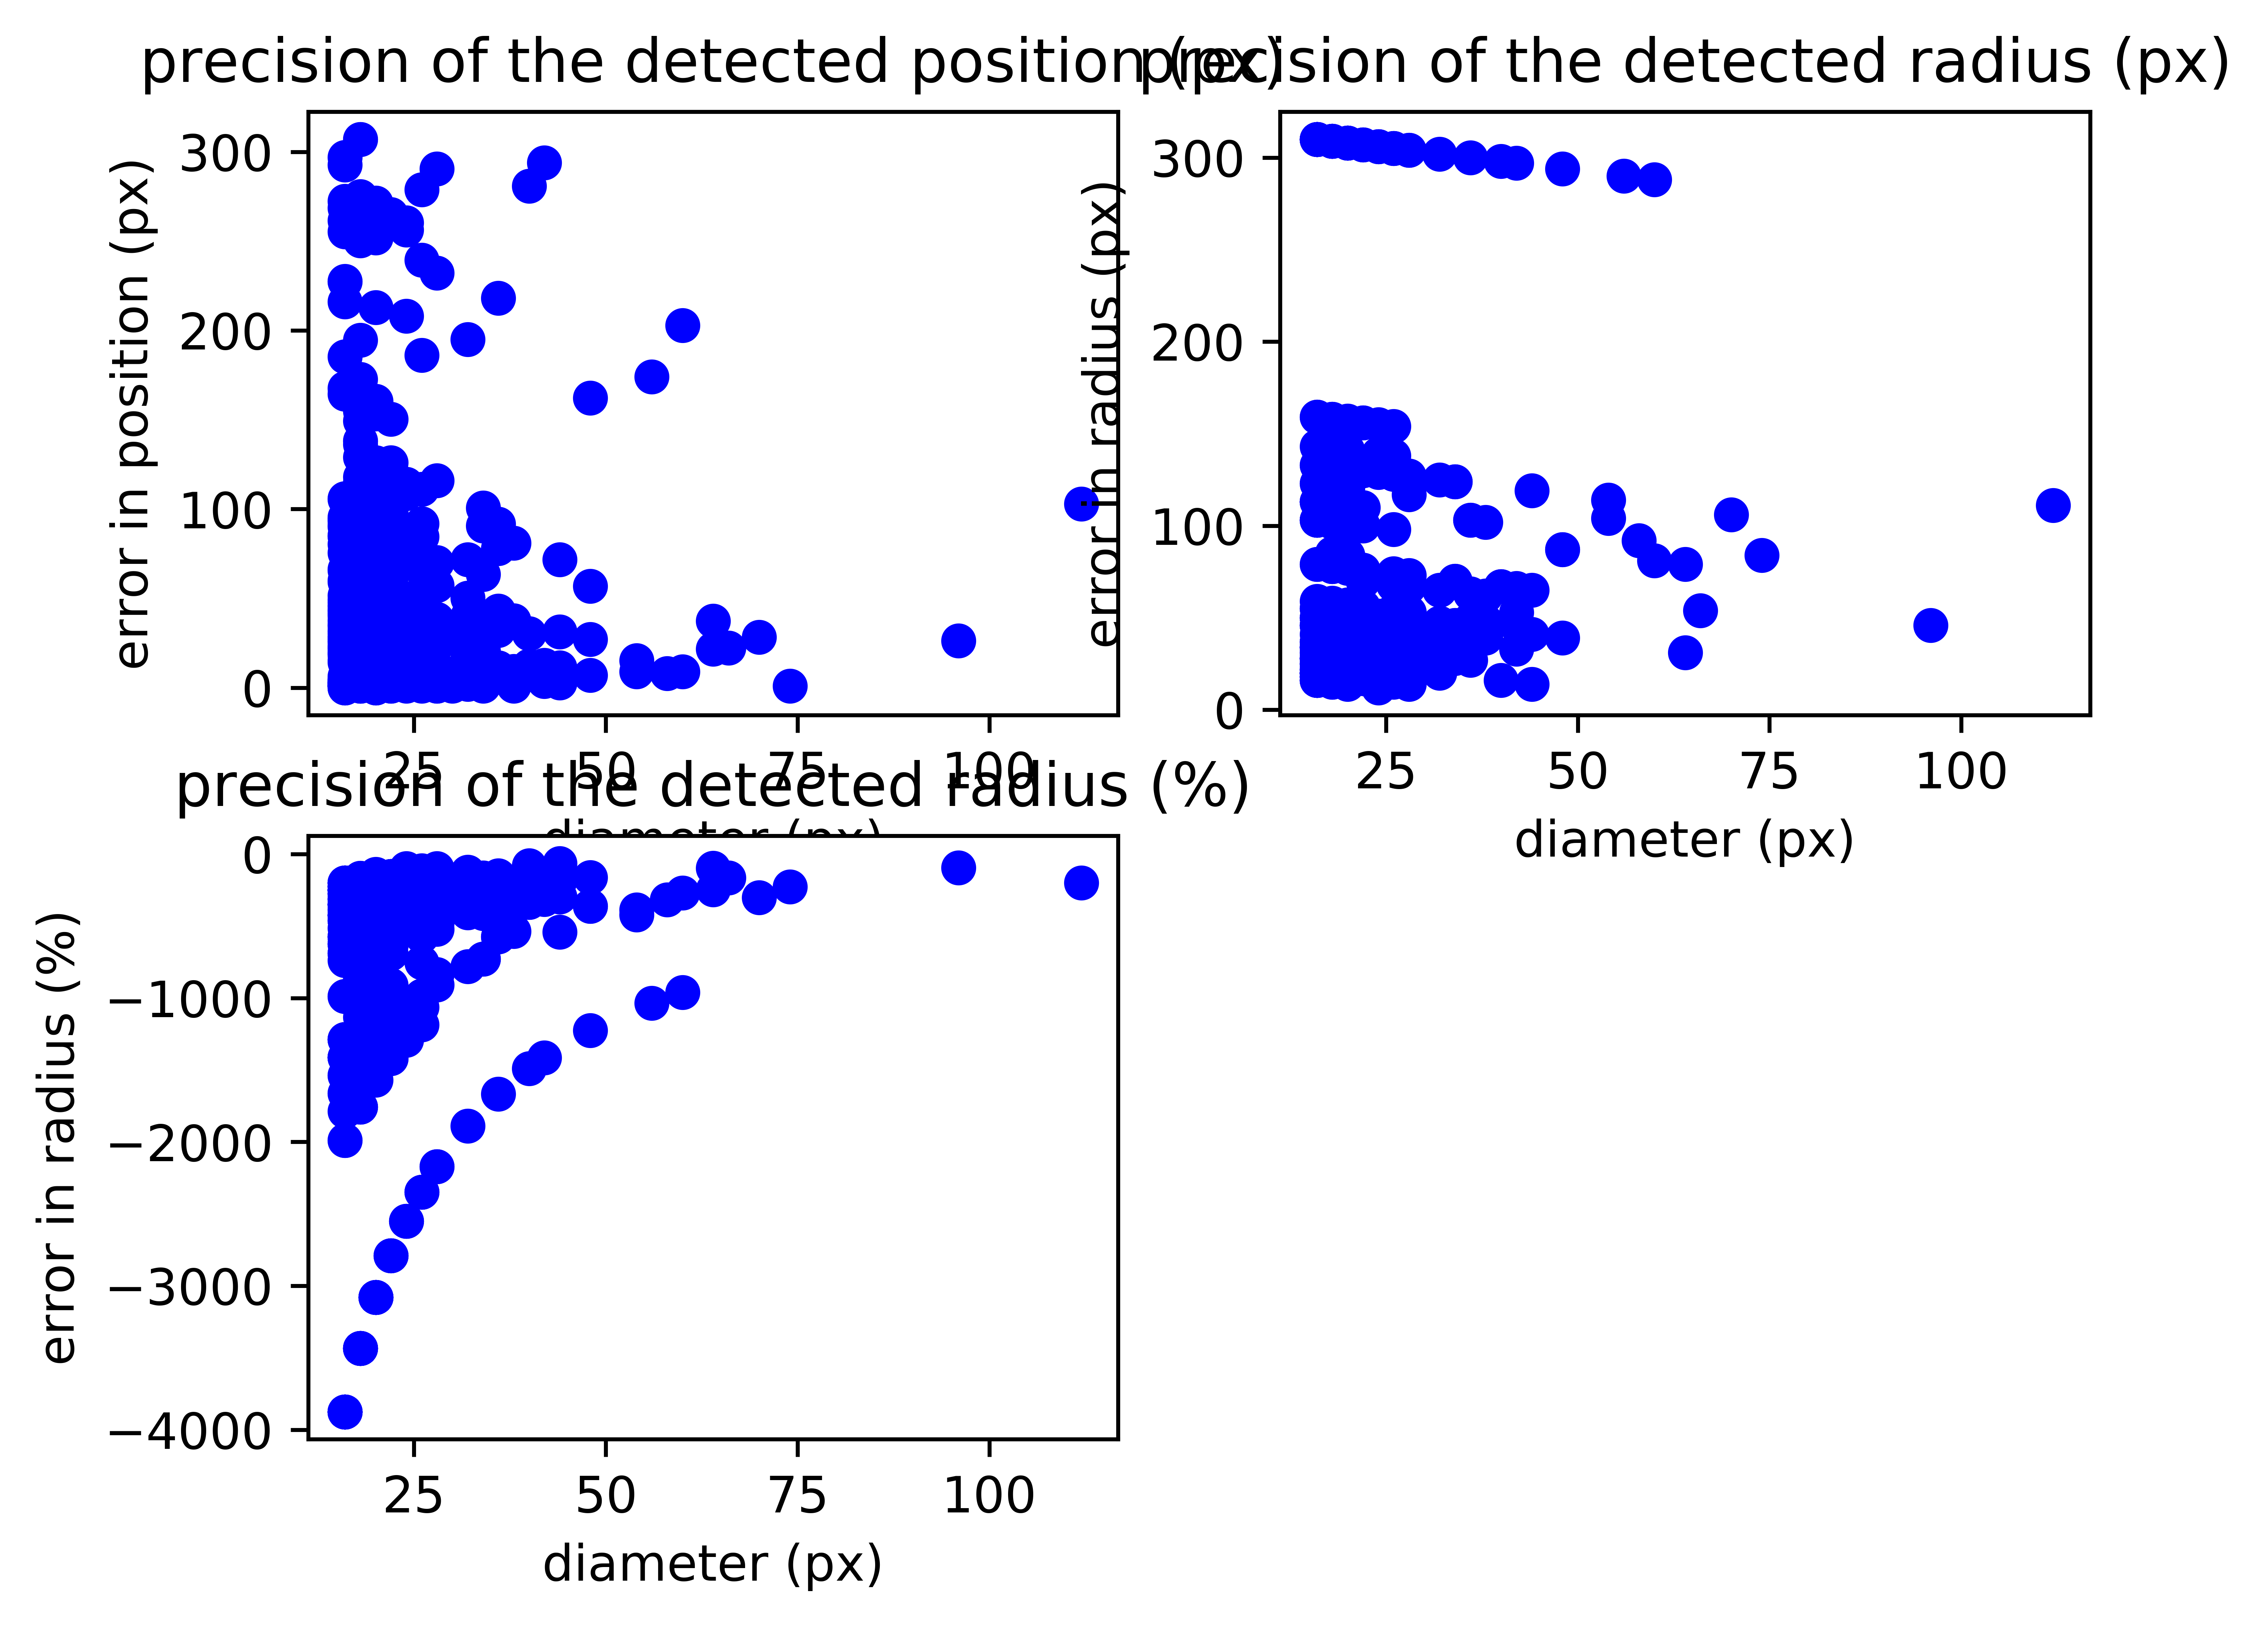 precision of the detected position (px)
error in position (px)
300
200
100
0
25 50 75 100
diameter (px)
precision of the detected radius (px)
error in radius (px)
300
200
100
0
25 50 75 100
diameter (px)
precision of the detected radius (%)
error in radius (%)
0
−1000
−2000
−3000
−4000
25 50 75 100
diameter (px)